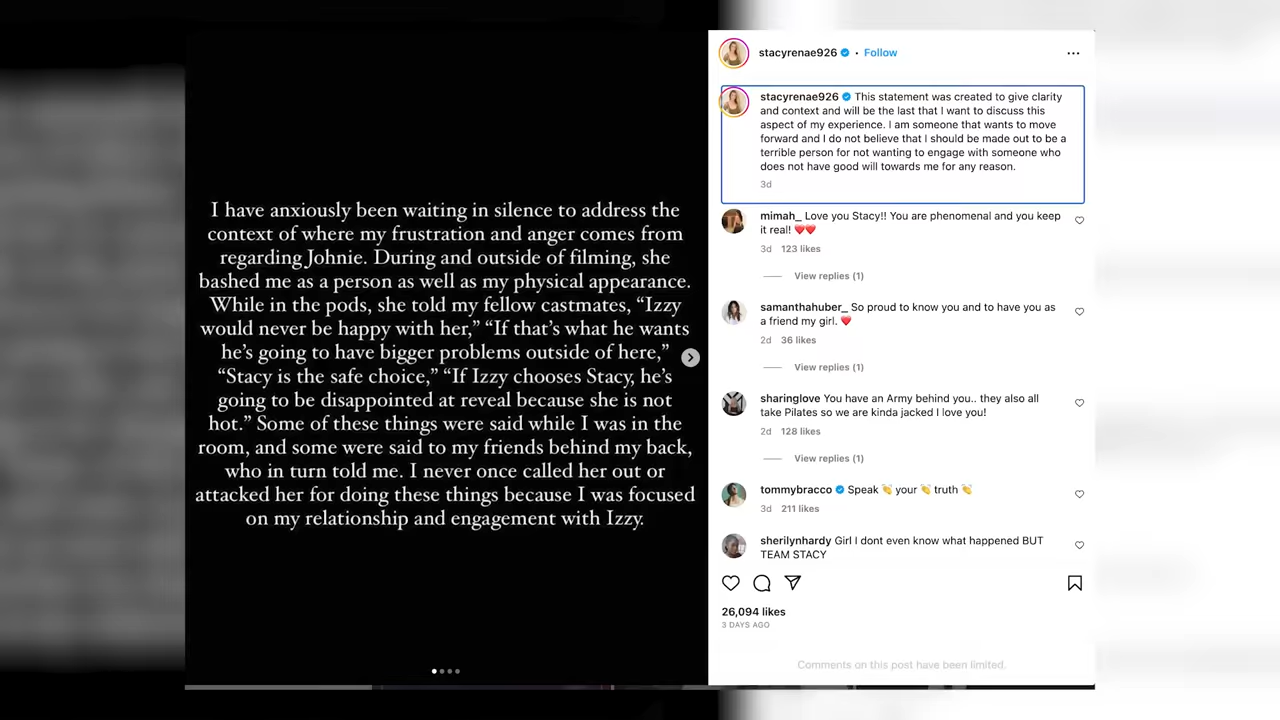 I have anxiously been waiting in silence to address the
context of where my frustration and anger comes from
regarding Johnie. During and outside of filming, she
bashed me as a person as well as my physical appearance.
While in the pods, she told my fellow castmates, “Izzy
would never be happy with her,” “If that’s what he wants
he’s going to have bigger problems outside of here,”
“Stacy is the safe choice,” “If Izzy chooses Stacy, he’s
going to be disappointed at reveal because she is not
hot.” Some of these things were said while I was in the
room, and some were said to my friends behind my back,
who in turn told me. I never once called her out or
attacked her for doing these things because I was focused
on my relationship and engagement with Izzy.
stacyrenae926 • Follow
stacyrenae926 This statement was created to give clarity
and context and will be the last that I want to discuss this
aspect of my experience. I am someone that wants to move
forward and I do not believe that I should be made out to be a
terrible person for not wanting to engage with someone who
does not have good will towards me for any reason.
3d
mimah_ Love you Stacy!! You are phenomenal and you keep
it real! ❤️❤️
3d 123 likes
View replies (1)
samanthahuber_ So proud to know you and to have you as
a friend my girl. ❤️
2d 36 likes
View replies (1)
sharinglove You have an Army behind you.. they also all
take Pilates so we are kinda jacked I love you!
2d 128 likes
View replies (1)
tommybracco Speak 👏 your 👏 truth 👏
3d 211 likes
sherilynhardy Girl I dont even know what happened BUT
TEAM STACY
26,094 likes
3 DAYS AGO
Comments on this post have been limited.